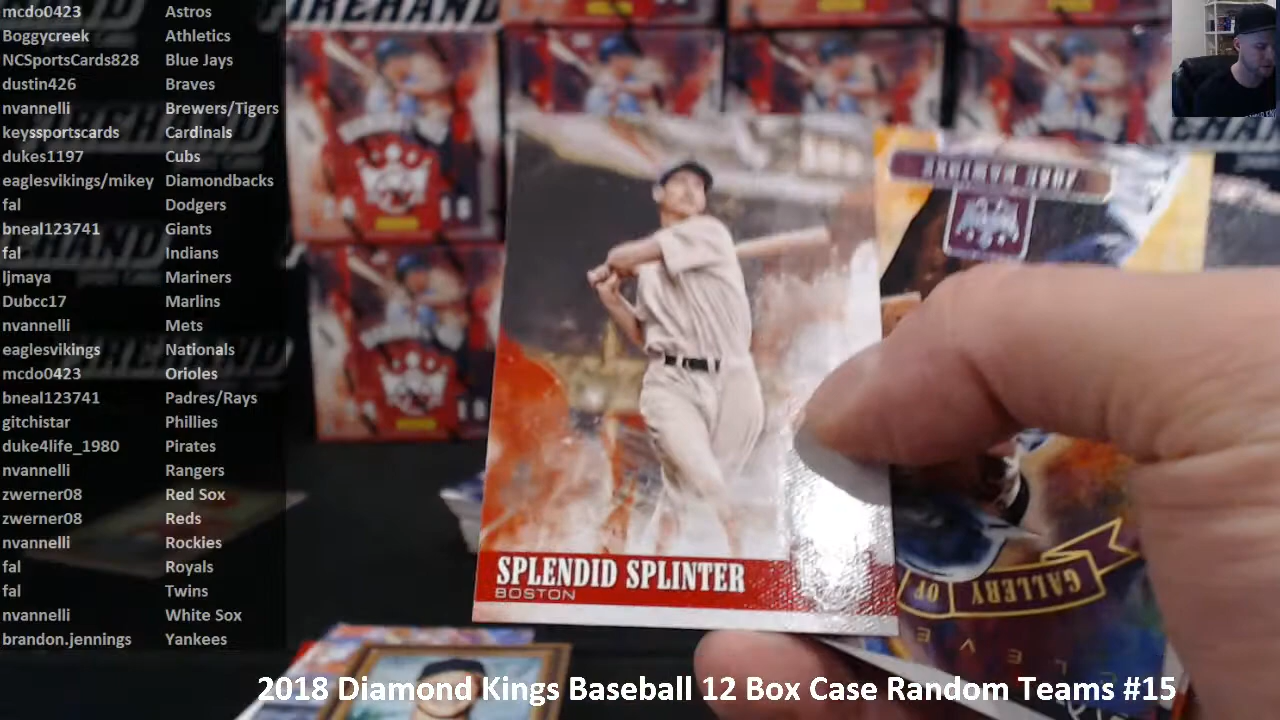 mcdo0423 Astros
Boggycreek Athletics
NCSportsCards828 Blue Jays
dustin426 Braves
nvannelli Brewers/Tigers
keyssportscards Cardinals
dukes1197 Cubs
eaglesvikings/mikey Diamondbacks
fal Dodgers
bneal123741 Giants
fal Indians
ljmaya Mariners
Dubcc17 Marlins
nvannelli Mets
eaglesvikings Nationals
mcdo0423 Orioles
bneal123741 Padres/Rays
gitchistar Phillies
duke4life_1980 Pirates
nvannelli Rangers
zwerner08 Red Sox
zwerner08 Reds
nvannelli Rockies
fal Royals
fal Twins
nvannelli White Sox
brandon.jennings Yankees
SPLENDID SPLINTER
BOSTON
GALLERY OF
2018 Diamond Kings Baseball 12 Box Case Random Teams #15